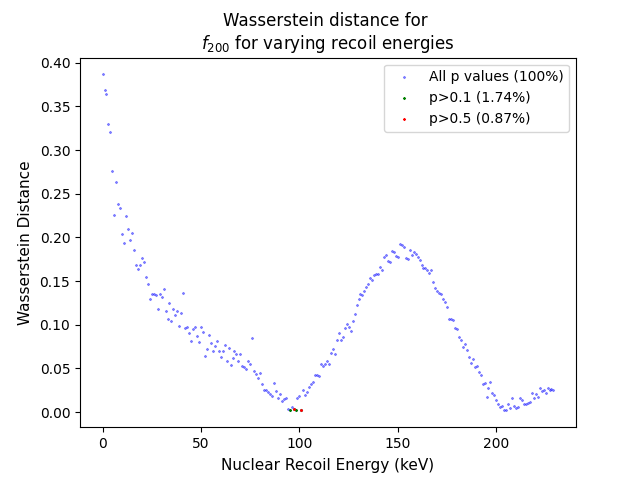 Wasserstein distance for
f200 for varying recoil energies
All p values (100%)
p>0.1 (1.74%)
p>0.5 (0.87%)
Wasserstein Distance
0.40
0.35
0.30
0.25
0.20
0.15
0.10
0.05
0.00
0
50
100
150
200
Nuclear Recoil Energy (keV)